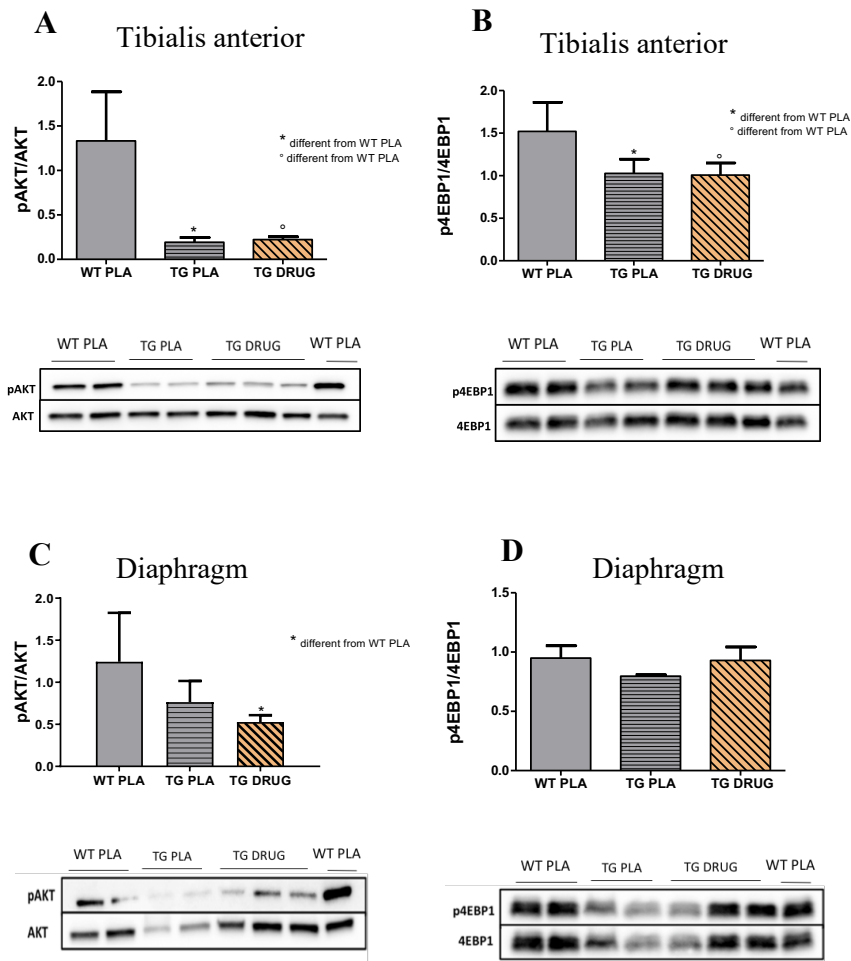 A
Tibialis anterior
pAKT/AKT
2.0
1.5
1.0
0.5
0.0
* different from WT PLA
° different from WT PLA
*
°
WT PLA TG PLA TG DRUG
WT PLA TG PLA TG DRUG WT PLA
pAKT
AKT
B
Tibialis anterior
p4EBP1/4EBP1
2.0
1.5
1.0
0.5
0.0
* different from WT PLA
° different from WT PLA
*
°
WT PLA TG PLA TG DRUG
WT PLA TG PLA TG DRUG WT PLA
p4EBP1
4EBP1
C
Diaphragm
pAKT/AKT
2.0
1.5
1.0
0.5
0.0
* different from WT PLA
*
WT PLA TG PLA TG DRUG
WT PLA TG PLA TG DRUG WT PLA
pAKT
AKT
D
Diaphragm
p4EBP1/4EBP1
1.5
1.0
0.5
0.0
WT PLA TG PLA TG DRUG
WT PLA TG PLA TG DRUG WT PLA
p4EBP1
4EBP1